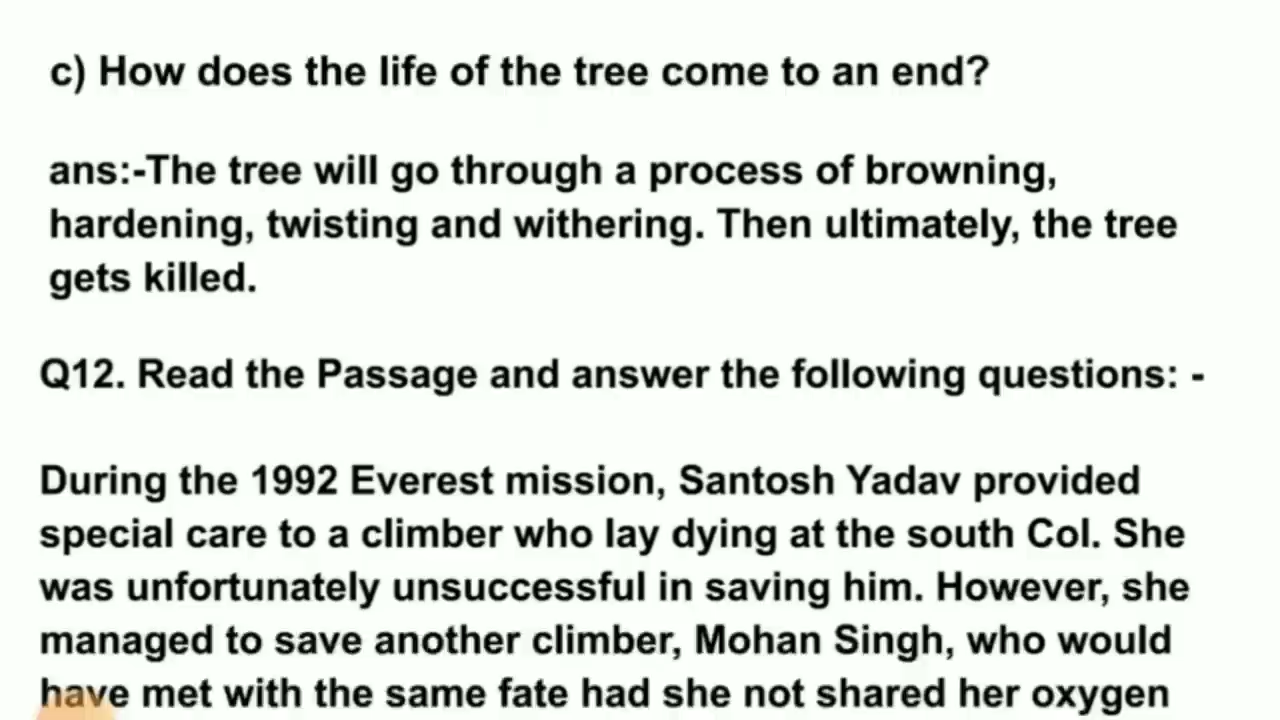 c) How does the life of the tree come to an end?
ans:-The tree will go through a process of browning,
hardening, twisting and withering. Then ultimately, the tree
gets killed.
Q12. Read the Passage and answer the following questions: -
During the 1992 Everest mission, Santosh Yadav provided
special care to a climber who lay dying at the south Col. She
was unfortunately unsuccessful in saving him. However, she
managed to save another climber, Mohan Singh, who would
have met with the same fate had she not shared her oxygen